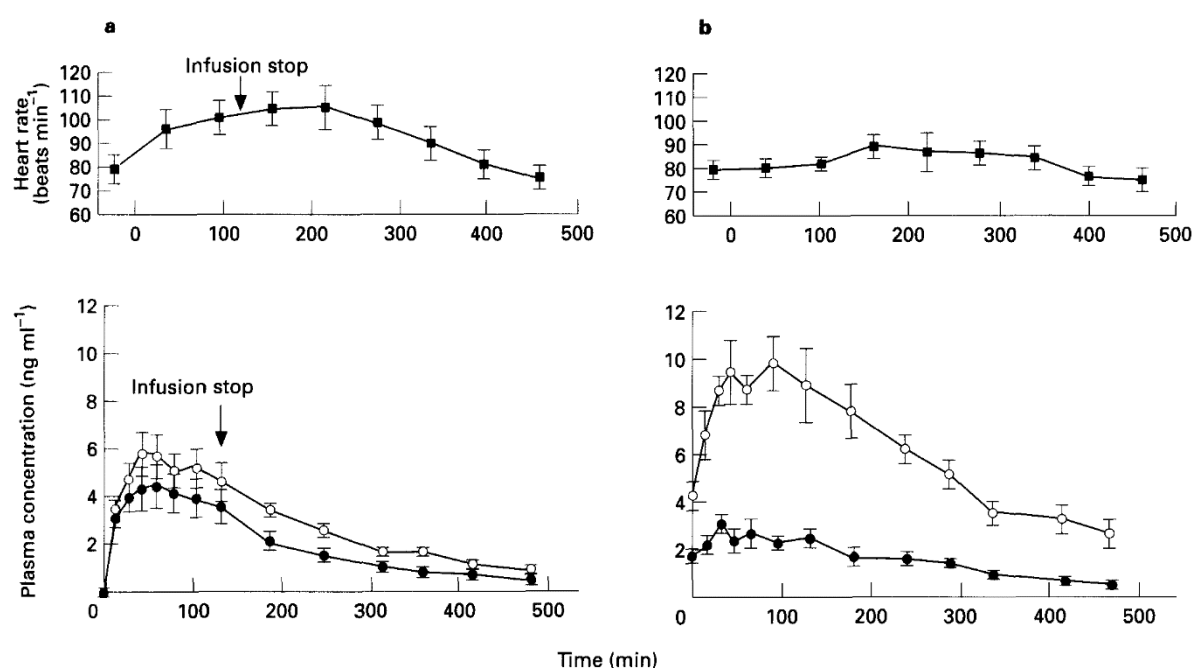 a
b
Heart rate
(beats min⁻¹)
Infusion stop
120
110
100
90
80
70
60
0 100 200 300 400 500
120
110
100
90
80
70
60
0 100 200 300 400 500
Plasma concentration (ng ml⁻¹)
Infusion stop
12
10
8
6
4
2
0 100 200 300 400 500
12
10
8
6
4
2
0 100 200 300 400 500
Time (min)